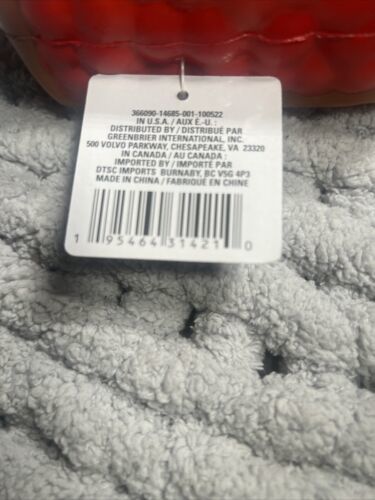 366090-14685-001-100522
IN U.S.A. / AUX É.-U. :
DISTRIBUTED BY / DISTRIBUÉ PAR
GREENBRIER INTERNATIONAL, INC.
500 VOLVO PARKWAY, CHESAPEAKE, VA 23320
IN CANADA / AU CANADA :
IMPORTED BY / IMPORTÉ PAR
DTSC IMPORTS BURNABY, BC V5G 4P3
MADE IN CHINA / FABRIQUÉ EN CHINE
1 95464 31421 0